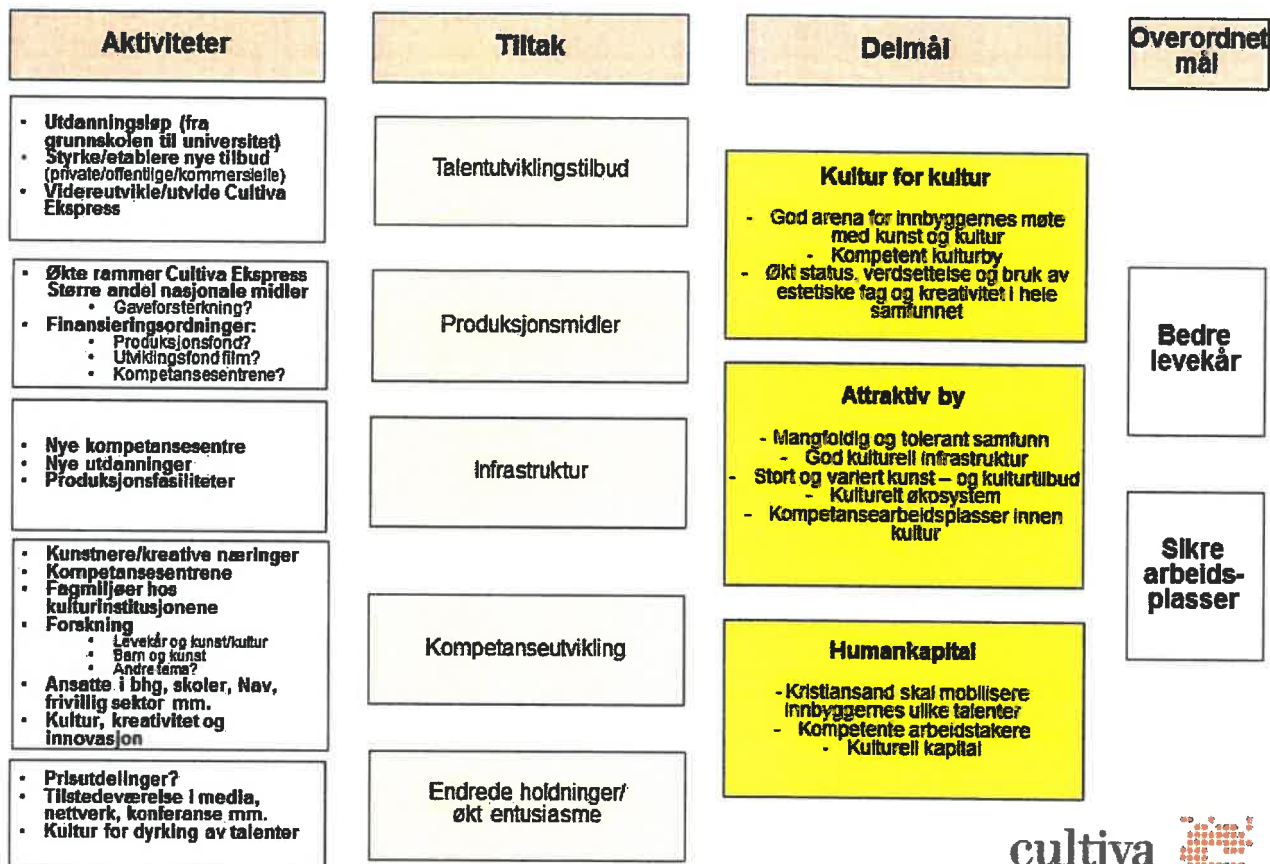 Aktiviteter
Tiltak
Delmål
Overordnet
mål
• Utdanningsløp (fra
grunnskolen til universitet)
• Styrke/etablere nye tilbud
(private/offentlige/kommersielle)
• Videreutvikle/utvide Cultiva
Ekspress
• Økte rammer Cultiva Ekspress
Større andel nasjonale midler
• Gaveforsterkning?
• Finansieringsordninger:
• Produksjonsfond?
• Utviklingsfond film?
• Kompetansesentrene?
• Nye kompetansesentre
• Nye utdanninger
• Produksjonsfasiliteter
• Kunstnere/kreative næringer
• Kompetansesentrene
• Fagmiljøer hos
kulturinstitusjonene
• Forskning
• Levekår og kunst/kultur
• Barn og kunst
• Andre tema?
• Ansatte i bhg, skoler, Nav,
frivillig sektor mm.
• Kultur, kreativitet og
innovasjon
• Prisutdelinger?
• Tilstedeværelse i media,
nettverk, konferanse mm.
• Kultur for dyrking av talenter
Talentutviklingstilbud
Produksjonsmidler
Infrastruktur
Kompetanseutvikling
Endrede holdninger/
økt entusiasme
Kultur for kultur
- God arena for innbyggernes møte
med kunst og kultur
- Kompetent kulturby
- Økt status, verdsettelse og bruk av
estetiske fag og kreativitet i hele
samfunnet
Attraktiv by
- Mangfoldig og tolerant samfunn
- God kulturell infrastruktur
- Stort og variert kunst – og kulturtilbud
- Kulturelt økosystem
- Kompetansearbeidsplasser innen
kultur
Humankapital
- Kristiansand skal mobilisere
innbyggernes ulike talenter
- Kompetente arbeidstakere
- Kulturell kapital
Bedre
levekår
Sikre
arbeids-
plasser
cultiva